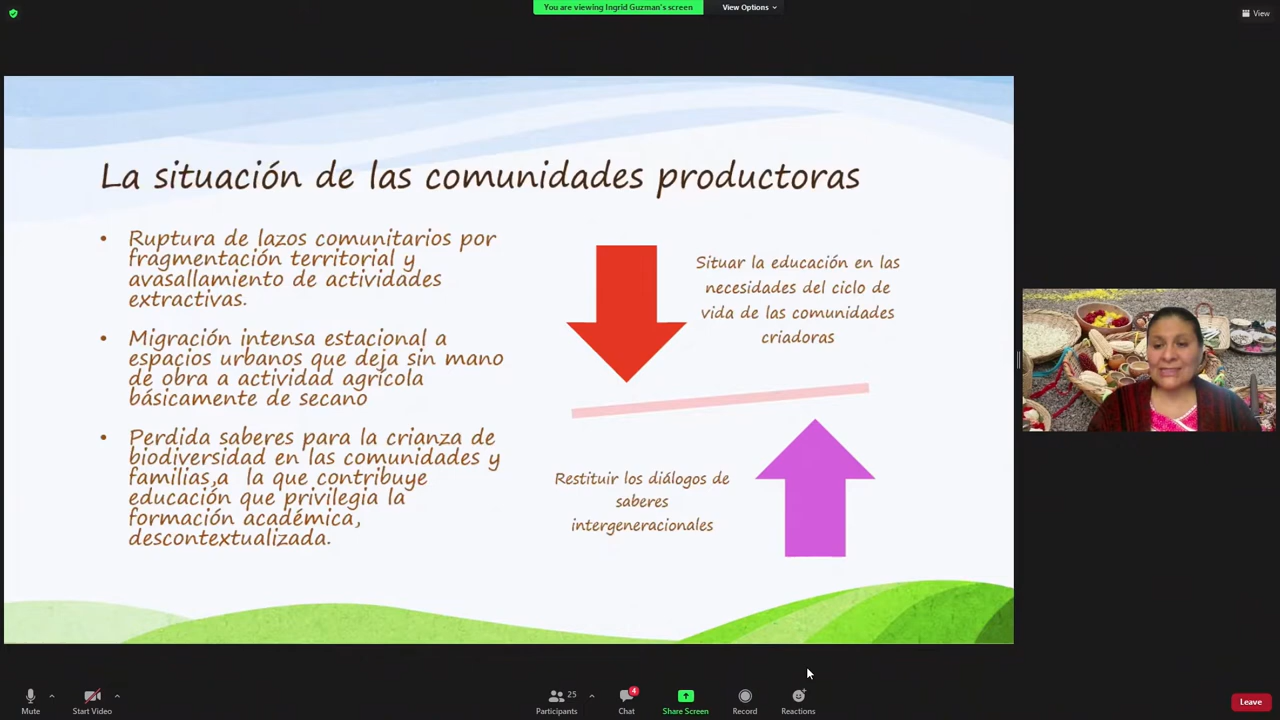 You are viewing Ingrid Guzman's screen
View Options
View
La situación de las comunidades productoras
• Ruptura de lazos comunitarios por
fragmentación territorial y
avasallamiento de actividades
extractivas.
• Migración intensa estacional a
espacios urbanos que deja sin mano
de obra a actividad agrícola
básicamente de secano
• Perdida saberes para la crianza de
biodiversidad en las comunidades y
familias,a la que contribuye
educación que privilegia la
formación académica,
descontextualizada.
Situar la educación en las
necesidades del ciclo de
vida de las comunidades
criadoras
Restituir los diálogos de
saberes
intergeneracionales
Mute
Start Video
25
Participants
4
Chat
Share Screen
Record
Reactions
Leave